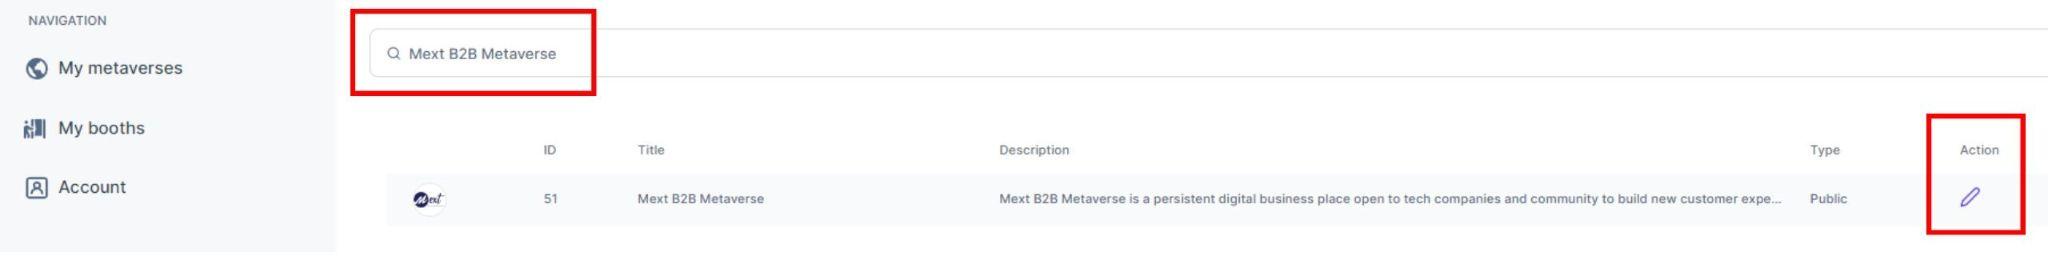 NAVIGATION
My metaverses
My booths
Account
Mext B2B Metaverse
ID Title Description Type Action
Mext 51 Mext B2B Metaverse Mext B2B Metaverse is a persistent digital business place open to tech companies and community to build new customer expe... Public